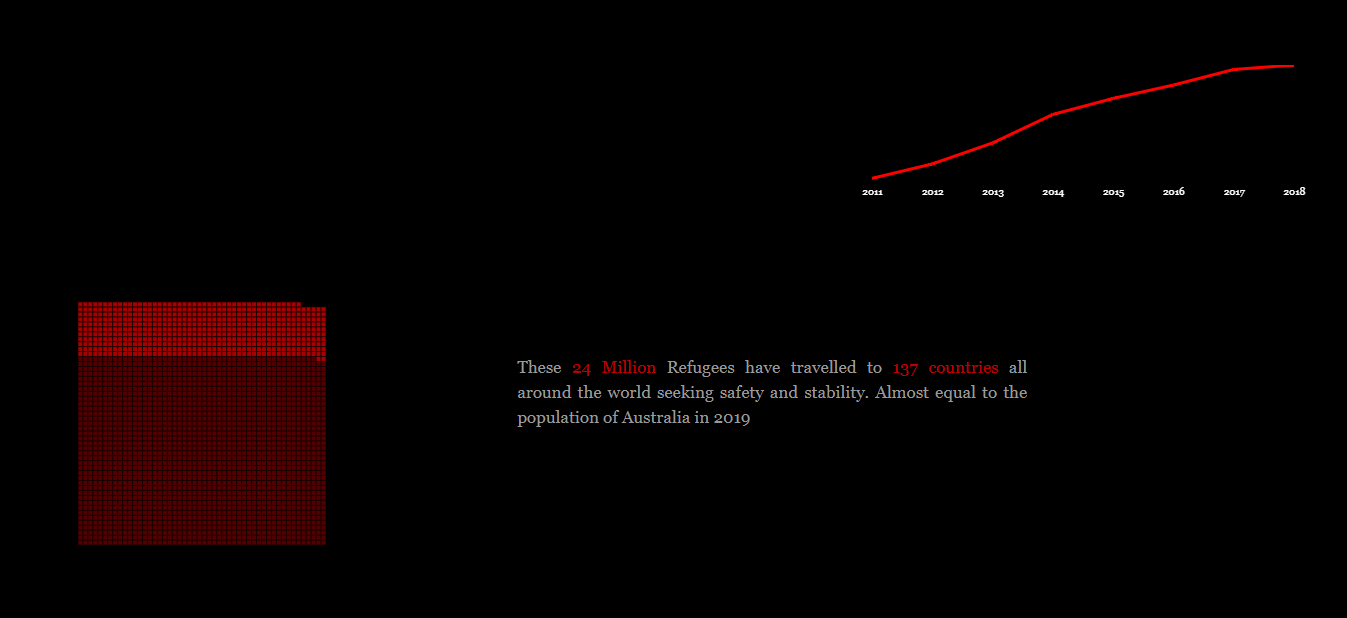 2011 2012 2013 2014 2015 2016 2017 2018
These 24 Million Refugees have travelled to 137 countries all
around the world seeking safety and stability. Almost equal to the
population of Australia in 2019